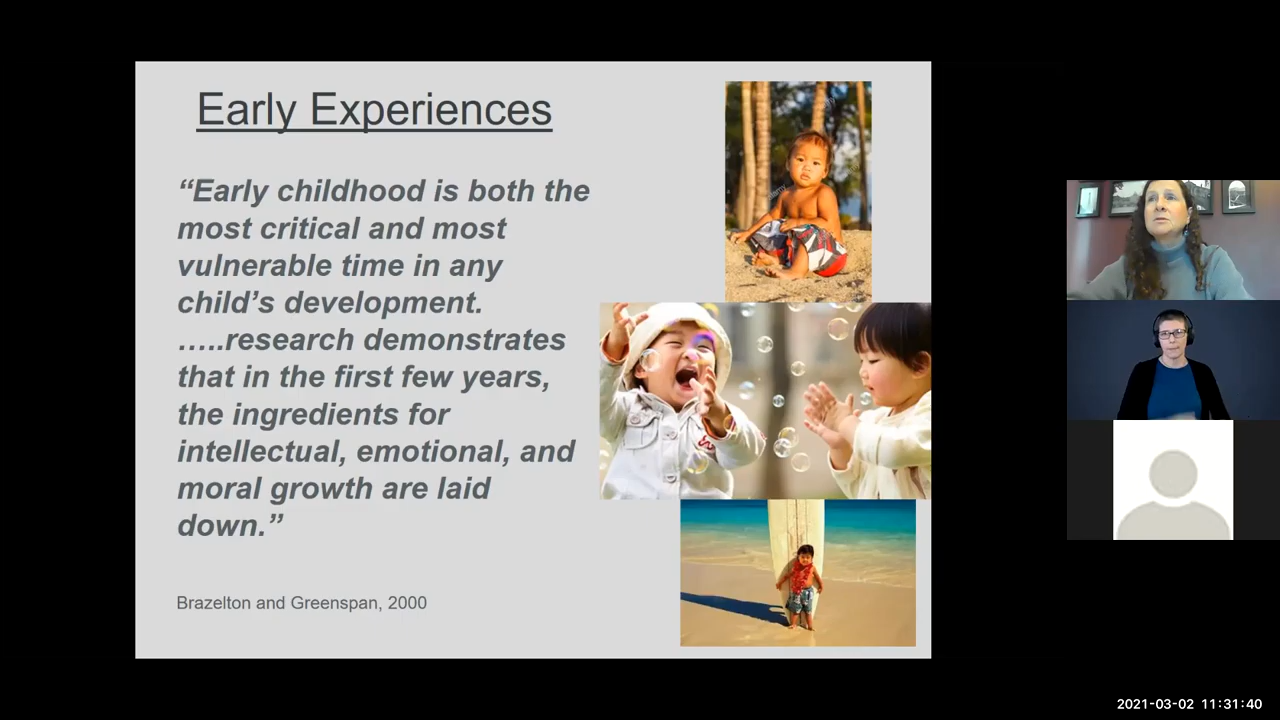 Early Experiences
“Early childhood is both the
most critical and most
vulnerable time in any
child’s development.
…..research demonstrates
that in the first few years,
the ingredients for
intellectual, emotional, and
moral growth are laid
down.”
Brazelton and Greenspan, 2000
2021-03-02 11:31:40